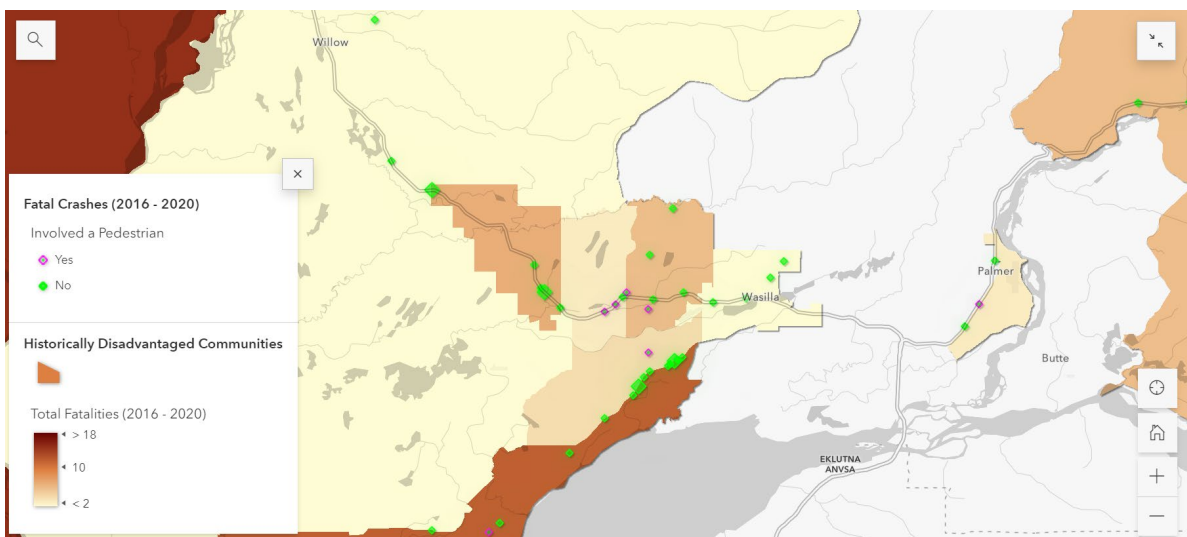 Willow
Fatal Crashes (2016 - 2020)
Involved a Pedestrian
Yes
No
Historically Disadvantaged Communities
Total Fatalities (2016 - 2020)
> 18
10
< 2
Wasilla
Palmer
Butte
EKLUTNA
ANVSA